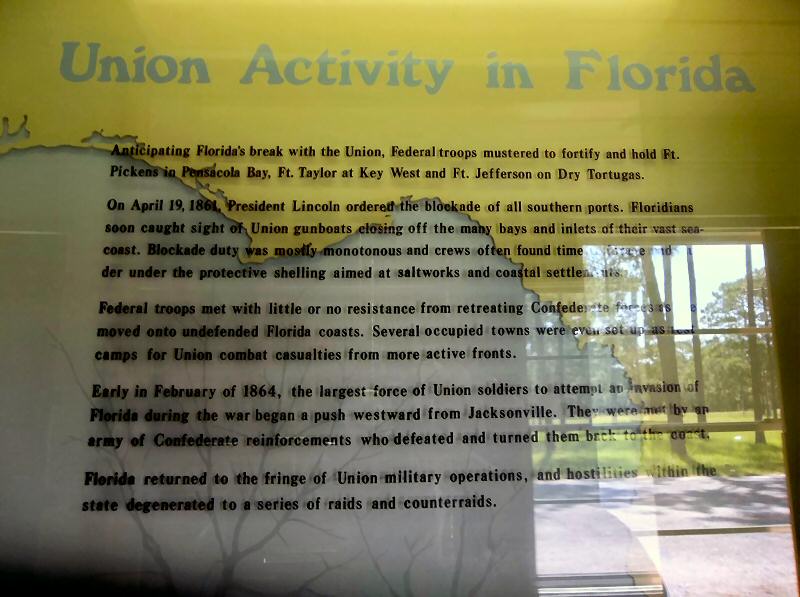 Union Activity in Florida
Anticipating Florida's break with the Union, Federal troops mustered to fortify and hold Ft.
Pickens in Pensacola Bay, Ft. Taylor at Key West and Ft. Jefferson on Dry Tortugas.
On April 19, 1861, President Lincoln ordered the blockade of all southern ports. Floridians
soon caught sight of Union gunboats closing off the many bays and inlets of their vast sea-
coast. Blockade duty was mostly monotonous and crews often found time
der under the protective shelling aimed at saltworks and coastal settlements.
Federal troops met with little or no resistance from retreating Confederate forces as
moved onto undefended Florida coasts. Several occupied towns were even set up as rest
camps for Union combat casualties from more active fronts.
Early in February of 1864, the largest force of Union soldiers to attempt an invasion of
Florida during the war began a push westward from Jacksonville. They were met by an
army of Confederate reinforcements who defeated and turned them back to the coast.
Florida returned to the fringe of Union military operations, and hostilities within the
state degenerated to a series of raids and counterraids.